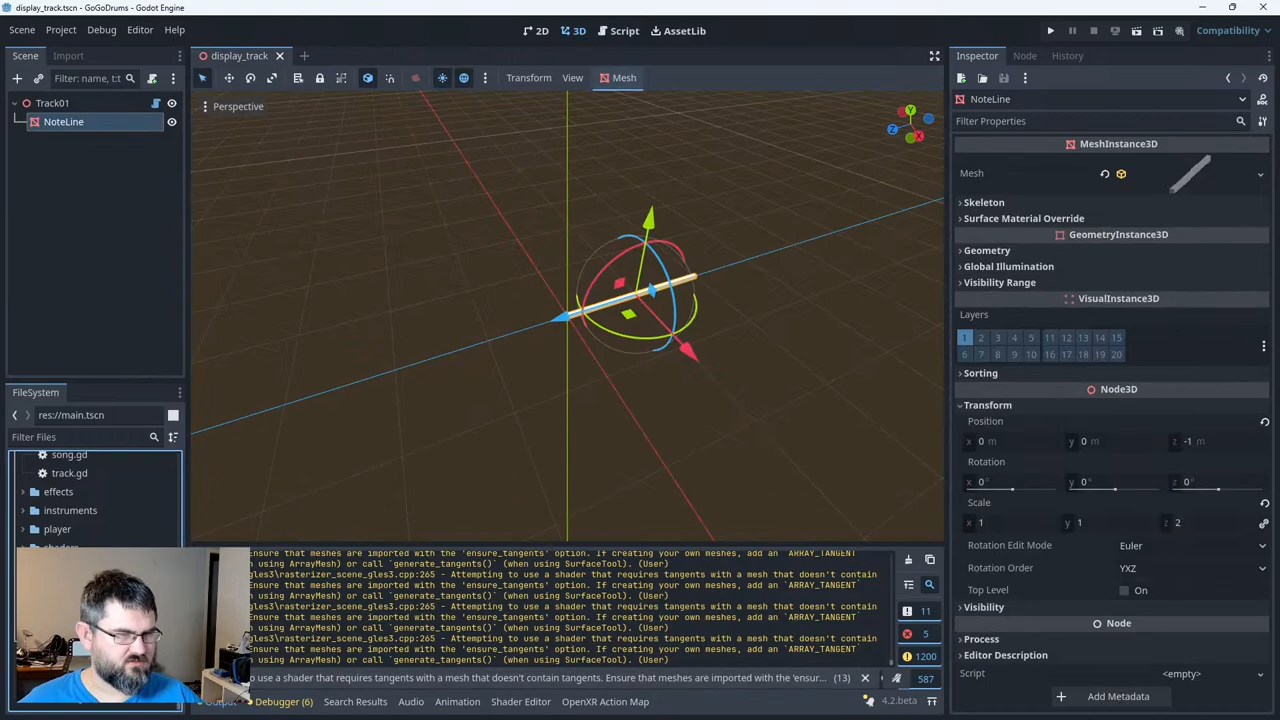 display_track.tscn - GoGoDrums - Godot Engine
Scene Project Debug Editor Help
2D 3D Script AssetLib
Compatibility
Scene Import
Filter: name, t:t
Track01
NoteLine
display_track
Transform View Mesh
Perspective
Y
Z
X
FileSystem
res://main.tscn
Filter Files
song.gd
track.gd
effects
instruments
player
Ensure that meshes are imported with the 'ensure_tangents' option. If creating your own meshes, add an `ARRAY_TANGENT`
n using ArrayMesh) or call `generate_tangents()` (when using SurfaceTool). (User)
gles3\rasterizer_scene_gles3.cpp:265 - Attempting to use a shader that requires tangents with a mesh that doesn't contain
Ensure that meshes are imported with the 'ensure_tangents' option. If creating your own meshes, add an `ARRAY_TANGENT`
n using ArrayMesh) or call `generate_tangents()` (when using SurfaceTool). (User)
gles3\rasterizer_scene_gles3.cpp:265 - Attempting to use a shader that requires tangents with a mesh that doesn't contain
Ensure that meshes are imported with the 'ensure_tangents' option. If creating your own meshes, add an `ARRAY_TANGENT`
n using ArrayMesh) or call `generate_tangents()` (when using SurfaceTool). (User)
gles3\rasterizer_scene_gles3.cpp:265 - Attempting to use a shader that requires tangents with a mesh that doesn't contain
Ensure that meshes are imported with the 'ensure_tangents' option. If creating your own meshes, add an `ARRAY_TANGENT`
n using ArrayMesh) or call `generate_tangents()` (when using SurfaceTool). (User)
11
5
1200
587
o use a shader that requires tangents with a mesh that doesn't contain tangents. Ensure that meshes are imported with the 'ensur... (13)
Debugger (6) Search Results Audio Animation Shader Editor OpenXR Action Map
4.2.beta
Inspector Node History
NoteLine
Filter Properties
MeshInstance3D
Mesh
Skeleton
Surface Material Override
GeometryInstance3D
Geometry
Global Illumination
Visibility Range
VisualInstance3D
Layers
1 2 3 4 5 11 12 13 14 15
6 7 8 9 10 16 17 18 19 20
Sorting
Node3D
Transform
Position
x 0 m y 0 m z -1 m
Rotation
x 0° y 0° z 0°
Scale
x 1 y 1 z 2
Rotation Edit Mode Euler
Rotation Order YXZ
Top Level On
Visibility
Node
Process
Editor Description
Script <empty>
Add Metadata